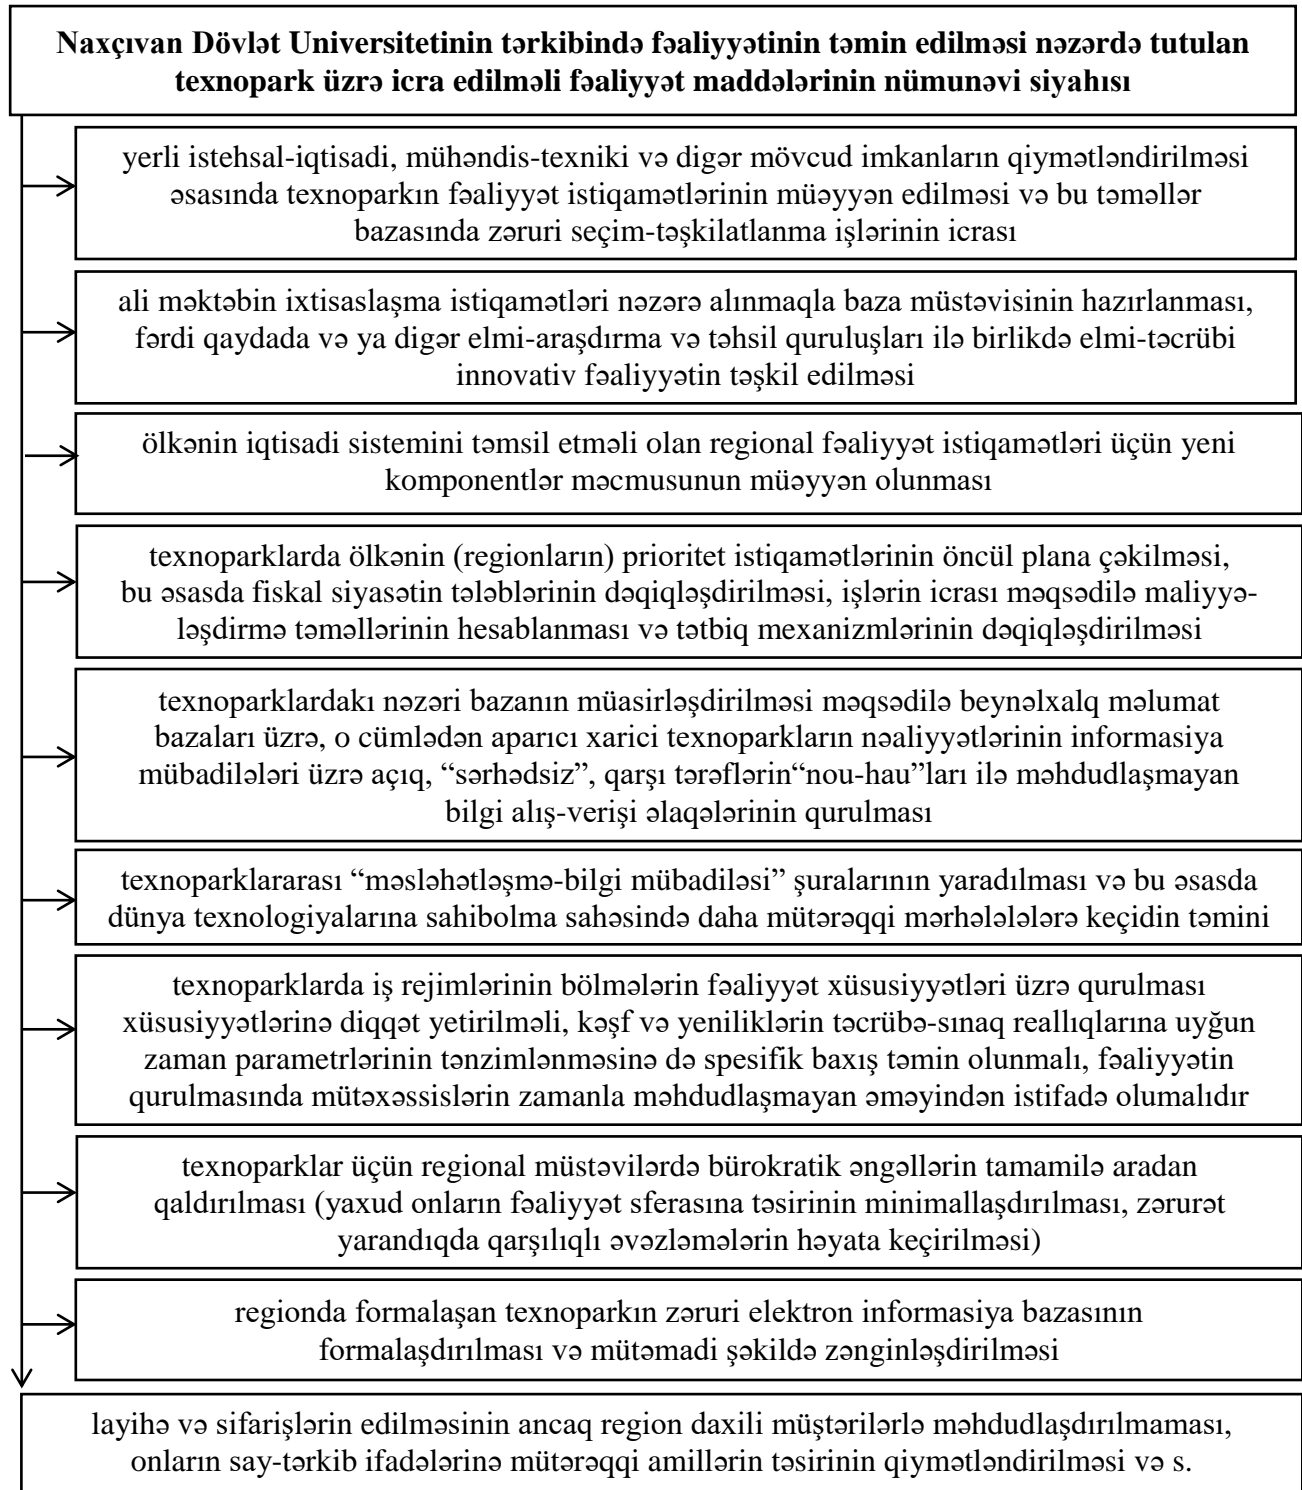 Naxçıvan Dövlət Universitetinin tərkibində fəaliyyətinin təmin edilməsi nəzərdə tutulan
texnopark üzrə icra edilməli fəaliyyət maddələrinin nümunəvi siyahısı
yerli istehsal-iqtisadi, mühəndis-texniki və digər mövcud imkanların qiymətləndirilməsi
əsasında texnoparkın fəaliyyət istiqamətlərinin müəyyən edilməsi və bu təməllər
bazasında zəruri seçim-təşkilatlanma işlərinin icrası
ali məktəbin ixtisaslaşma istiqamətləri nəzərə alınmaqla baza müstəvisinin hazırlanması,
fərdi qaydada və ya digər elmi-araşdırma və təhsil quruluşları ilə birlikdə elmi-təcrübi
innovativ fəaliyyətin təşkil edilməsi
ölkənin iqtisadi sistemini təmsil etməli olan regional fəaliyyət istiqamətləri üçün yeni
komponentlər məcmusunun müəyyən olunması
texnoparklarda ölkənin (regionların) prioritet istiqamətlərinin öncül plana çəkilməsi,
bu əsasda fiskal siyasətin tələblərinin dəqiqləşdirilməsi, işlərin icrası məqsədilə maliyyə-
ləşdirmə təməllərinin hesablanması və tətbiq mexanizmlərinin dəqiqləşdirilməsi
texnoparklardakı nəzəri bazanın müasirləşdirilməsi məqsədilə beynəlxalq məlumat
bazaları üzrə, o cümlədən aparıcı xarici texnoparkların nəaliyyətlərinin informasiya
mübadilələri üzrə açıq, “sərhədsiz”, qarşı tərəflərin“nou-hau”ları ilə məhdudlaşmayan
bilgi alış-verişi əlaqələrinin qurulması
texnoparklararası “məsləhətləşmə-bilgi mübadiləsi” şuralarının yaradılması və bu əsasda
dünya texnologiyalarına sahibolma sahəsində daha mütərəqqi mərhələlələrə keçidin təmini
texnoparklarda iş rejimlərinin bölmələrin fəaliyyət xüsusiyyətləri üzrə qurulması
xüsusiyyətlərinə diqqət yetirilməli, kəşf və yeniliklərin təcrübə-sınaq reallıqlarına uyğun
zaman parametrlərinin tənzimlənməsinə də spesifik baxış təmin olunmalı, fəaliyyətin
qurulmasında mütəxəssislərin zamanla məhdudlaşmayan əməyindən istifadə olumalıdır
texnoparklar üçün regional müstəvilərdə bürokratik əngəllərin tamamilə aradan
qaldırılması (yaxud onların fəaliyyət sferasına təsirinin minimallaşdırılması, zərurət
yarandıqda qarşılıqlı əvəzləmələrin həyata keçirilməsi)
regionda formalaşan texnoparkın zəruri elektron informasiya bazasının
formalaşdırılması və mütəmadi şəkildə zənginləşdirilməsi
layihə və sifarişlərin edilməsinin ancaq region daxili müştərilərlə məhdudlaşdırılmaması,
onların say-tərkib ifadələrinə mütərəqqi amillərin təsirinin qiymətləndirilməsi və s.